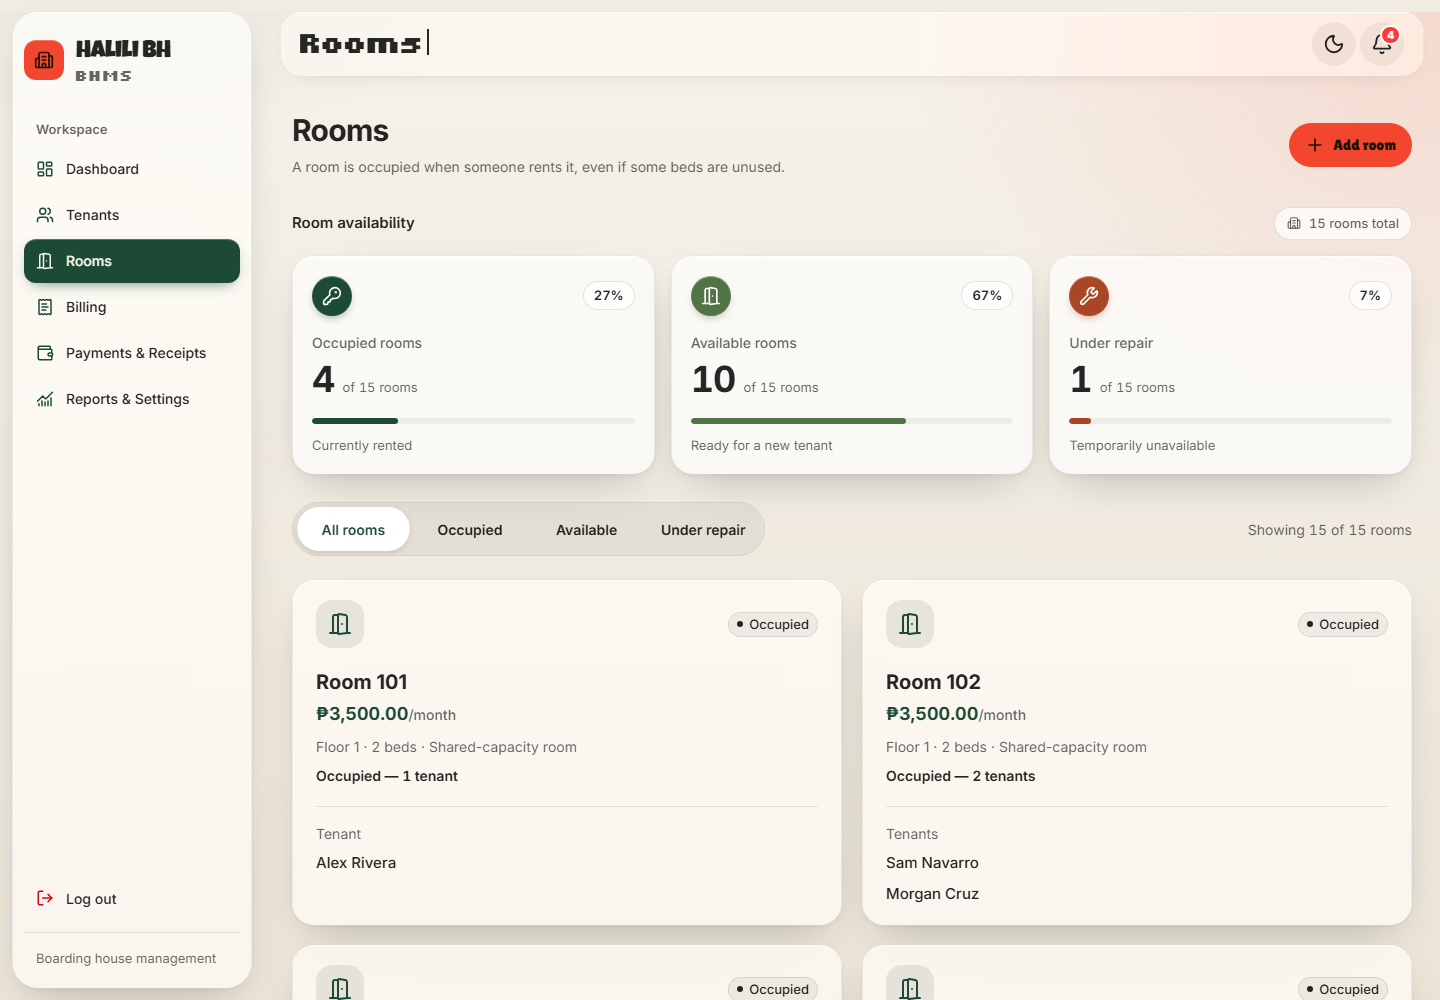 HALILI BH
BHMS
Workspace
Dashboard
Tenants
Rooms
Billing
Payments & Receipts
Reports & Settings
Log out
Boarding house management
Rooms
4
Rooms
A room is occupied when someone rents it, even if some beds are unused.
Add room
Room availability
15 rooms total
27%
Occupied rooms
4 of 15 rooms
Currently rented
67%
Available rooms
10 of 15 rooms
Ready for a new tenant
7%
Under repair
1 of 15 rooms
Temporarily unavailable
All rooms
Occupied
Available
Under repair
Showing 15 of 15 rooms
Occupied
Room 101
₱3,500.00/month
Floor 1 · 2 beds · Shared-capacity room
Occupied — 1 tenant
Tenant
Alex Rivera
Occupied
Room 102
₱3,500.00/month
Floor 1 · 2 beds · Shared-capacity room
Occupied — 2 tenants
Tenants
Sam Navarro
Morgan Cruz
Occupied
Occupied